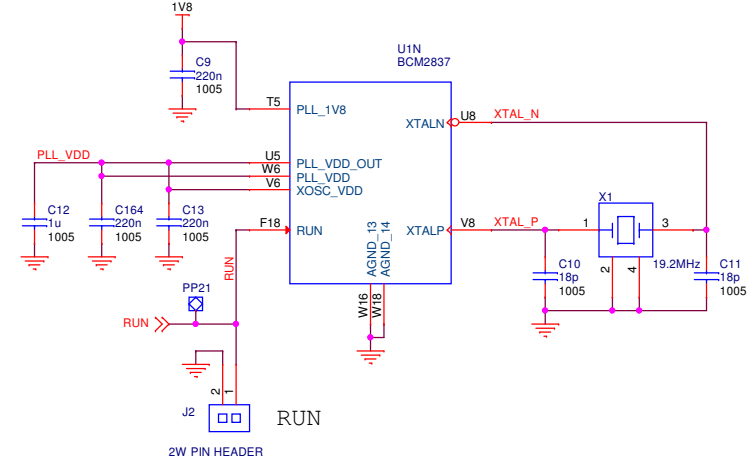 1V8
C9
220n
1005
U1N
BCM2837
T5
PLL_1V8
XTALN
U8
XTAL_N
PLL_VDD
U5
PLL_VDD_OUT
W6
PLL_VDD
V6
XOSC_VDD
C12
1u
1005
C164
220n
1005
C13
220n
1005
F18
RUN
XTALP
V8
XTAL_P
X1
1
3
2
4
19.2MHz
C10
18p
1005
C11
18p
1005
AGND_13
AGND_14
W16
W18
RUN
PP21
RUN
2
1
J2
RUN
2W PIN HEADER